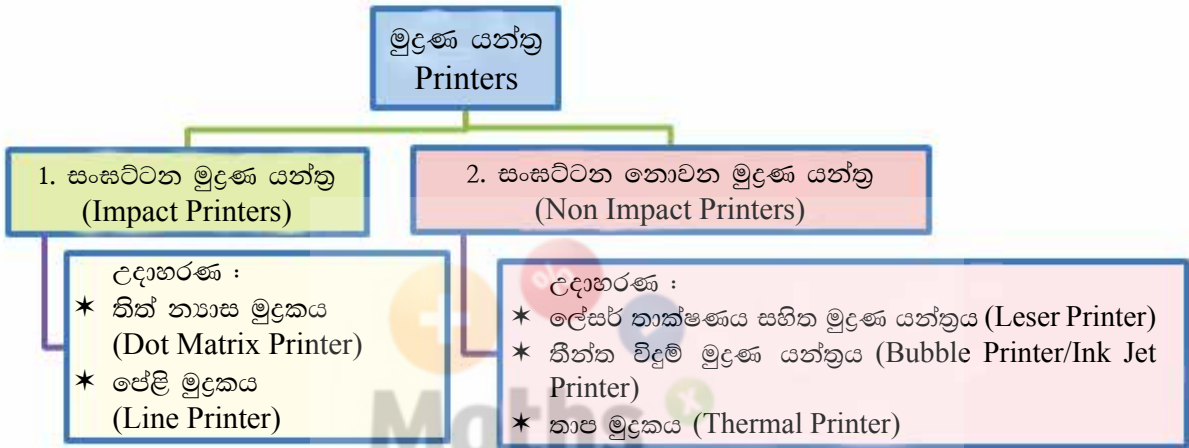 මුද්‍රණ යන්ත්‍ර
Printers
1. සංඝට්ටන මුද්‍රණ යන්ත්‍ර
(Impact Printers)
2. සංඝට්ටන නොවන මුද්‍රණ යන්ත්‍ර
(Non Impact Printers)
උදාහරණ :
✶ තිත් න්‍යාස මුද්‍රකය
(Dot Matrix Printer)
✶ පේළි මුද්‍රකය
(Line Printer)
උදාහරණ :
✶ ලේසර් තාක්ෂණය සහිත මුද්‍රණ යන්ත්‍රය (Leser Printer)
✶ තීන්ත විදුම් මුද්‍රණ යන්ත්‍රය (Bubble Printer/Ink Jet
Printer)
✶ තාප මුද්‍රකය (Thermal Printer)
Maths